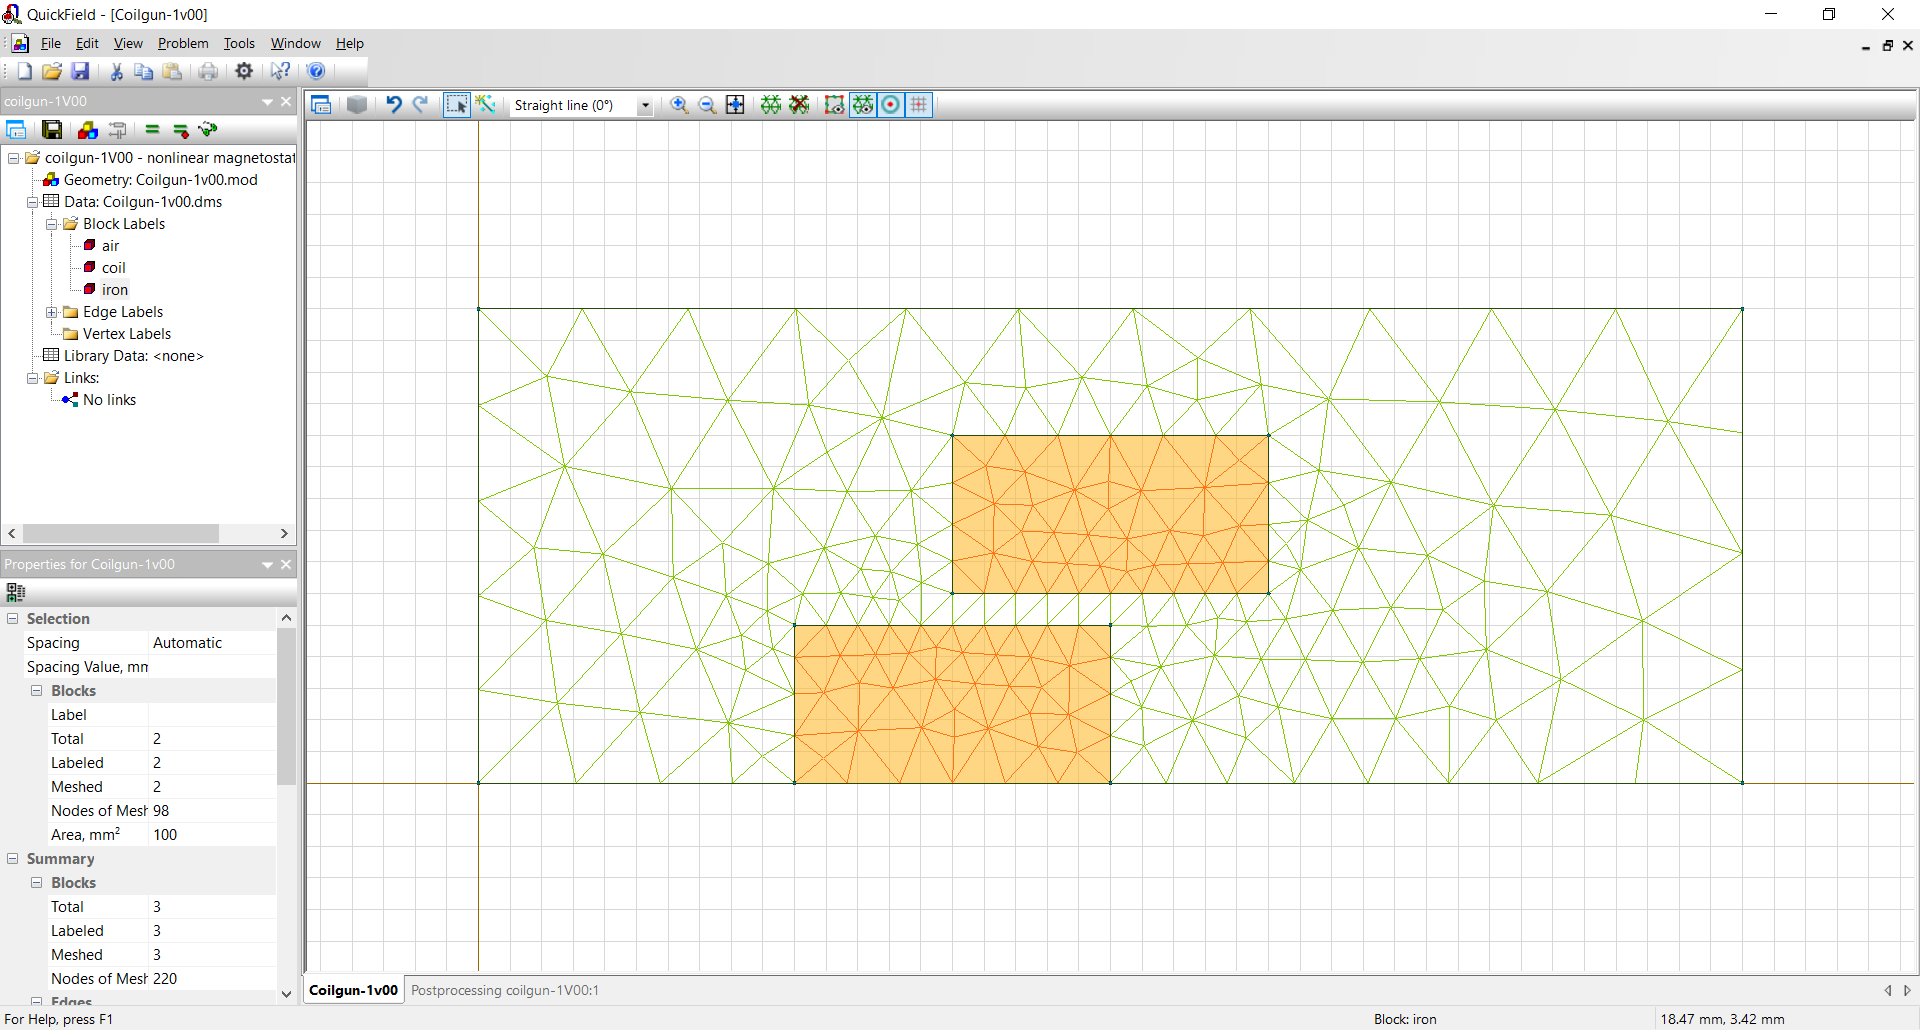 QuickField - [Coilgun-1v00]
File Edit View Problem Tools Window Help
coilgun-1V00
Straight line (0°)
coilgun-1V00 - nonlinear magnetostat
Geometry: Coilgun-1v00.mod
Data: Coilgun-1v00.dms
Block Labels
air
coil
iron
Edge Labels
Vertex Labels
Library Data: <none>
Links:
No links
Properties for Coilgun-1v00
Selection
Spacing Automatic
Spacing Value, mm
Blocks
Label
Total 2
Labeled 2
Meshed 2
Nodes of Mesh 98
Area, mm² 100
Summary
Blocks
Total 3
Labeled 3
Meshed 3
Nodes of Mesh 220
Edges
Coilgun-1v00 Postprocessing coilgun-1V00:1
For Help, press F1 Block: iron 18.47 mm, 3.42 mm